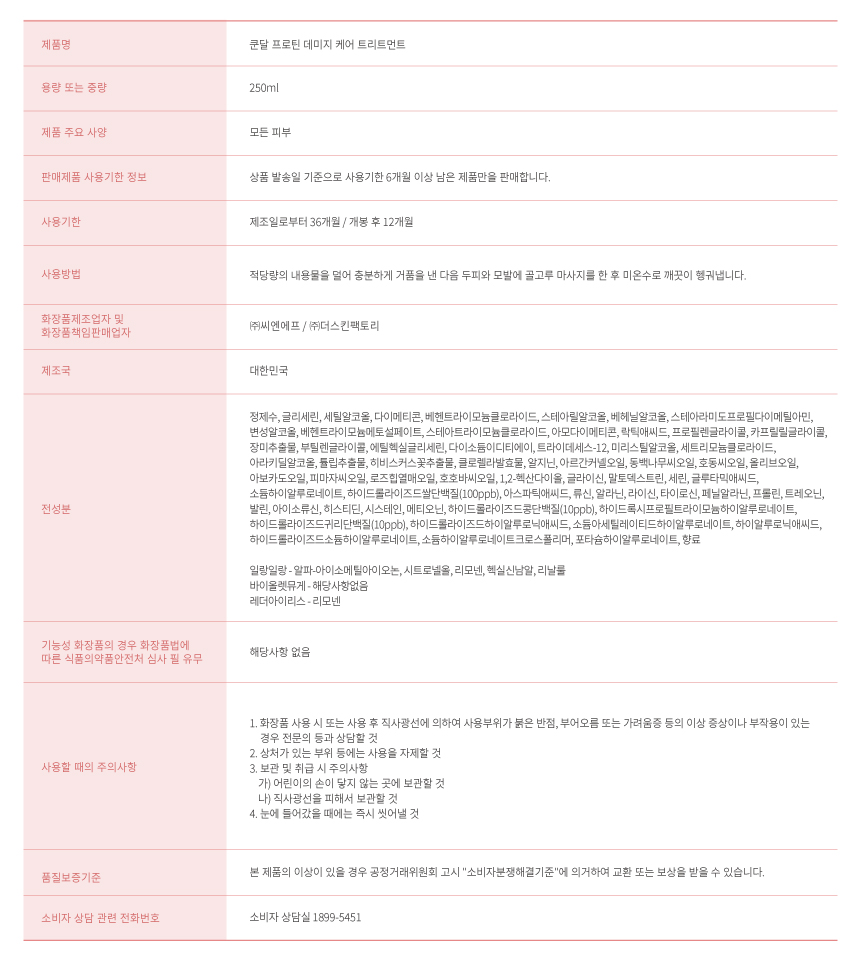 제품명
쿤달 프로틴 데미지 케어 트리트먼트
용량 또는 중량
250ml
제품 주요 사양
모든 피부
판매제품 사용기한 정보
상품 발송일 기준으로 사용기한 6개월 이상 남은 제품만을 판매합니다.
사용기한
제조일로부터 36개월 / 개봉 후 12개월
사용방법
적당량의 내용물을 덜어 충분하게 거품을 낸 다음 두피와 모발에 골고루 마사지를 한 후 미온수로 깨끗이 헹궈냅니다.
화장품제조업자 및
화장품책임판매업자
㈜씨엔에프 / ㈜더스킨팩토리
제조국
대한민국
전성분
정제수, 글리세린, 세틸알코올, 다이메티콘, 베헨트라이모늄클로라이드, 스테아릴알코올, 베헤닐알코올, 스테아라미도프로필다이메틸아민,
변성알코올, 베헨트라이모늄메토설페이트, 스테아트라이모늄클로라이드, 아모다이메티콘, 락틱애씨드, 프로필렌글라이콜, 카프릴릴글라이콜,
장미추출물, 부틸렌글라이콜, 에틸헥실글리세린, 다이소듐이디티에이, 트라이데세스-12, 미리스틸알코올, 세트리모늄클로라이드,
아라키딜알코올, 튤립추출물, 히비스커스꽃추출물, 클로렐라발효물, 알지닌, 아르간커넬오일, 동백나무씨오일, 호동씨오일, 올리브오일,
아보카도오일, 피마자씨오일, 로즈힙열매오일, 호호바씨오일, 1,2-헥산다이올, 글라이신, 말토덱스트린, 세린, 글루타믹애씨드,
소듐하이알루로네이트, 하이드롤라이즈드쌀단백질(100ppb), 아스파틱애씨드, 류신, 알라닌, 라이신, 타이로신, 페닐알라닌, 프롤린, 트레오닌,
발린, 아이소류신, 히스티딘, 시스테인, 메티오닌, 하이드롤라이즈드콩단백질(10ppb), 하이드록시프로필트라이모늄하이알루로네이트,
하이드롤라이즈드귀리단백질(10ppb), 하이드롤라이즈드하이알루로닉애씨드, 소듐아세틸레이티드하이알루로네이트, 하이알루로닉애씨드,
하이드롤라이즈드소듐하이알루로네이트, 소듐하이알루로네이트크로스폴리머, 포타슘하이알루로네이트, 향료
일랑일랑 - 알파-아이소메틸아이오논, 시트로넬올, 리모넨, 헥실신남알, 리날룰
바이올렛뮤게 - 해당사항없음
레더아이리스 - 리모넨
기능성 화장품의 경우 화장품법에
따른 식품의약품안전처 심사 필 유무
해당사항 없음
사용할 때의 주의사항
1. 화장품 사용 시 또는 사용 후 직사광선에 의하여 사용부위가 붉은 반점, 부어오름 또는 가려움증 등의 이상 증상이나 부작용이 있는
경우 전문의 등과 상담할 것
2. 상처가 있는 부위 등에는 사용을 자제할 것
3. 보관 및 취급 시 주의사항
가) 어린이의 손이 닿지 않는 곳에 보관할 것
나) 직사광선을 피해서 보관할 것
4. 눈에 들어갔을 때에는 즉시 씻어낼 것
품질보증기준
본 제품의 이상이 있을 경우 공정거래위원회 고시 "소비자분쟁해결기준"에 의거하여 교환 또는 보상을 받을 수 있습니다.
소비자 상담 관련 전화번호
소비자 상담실 1899-5451